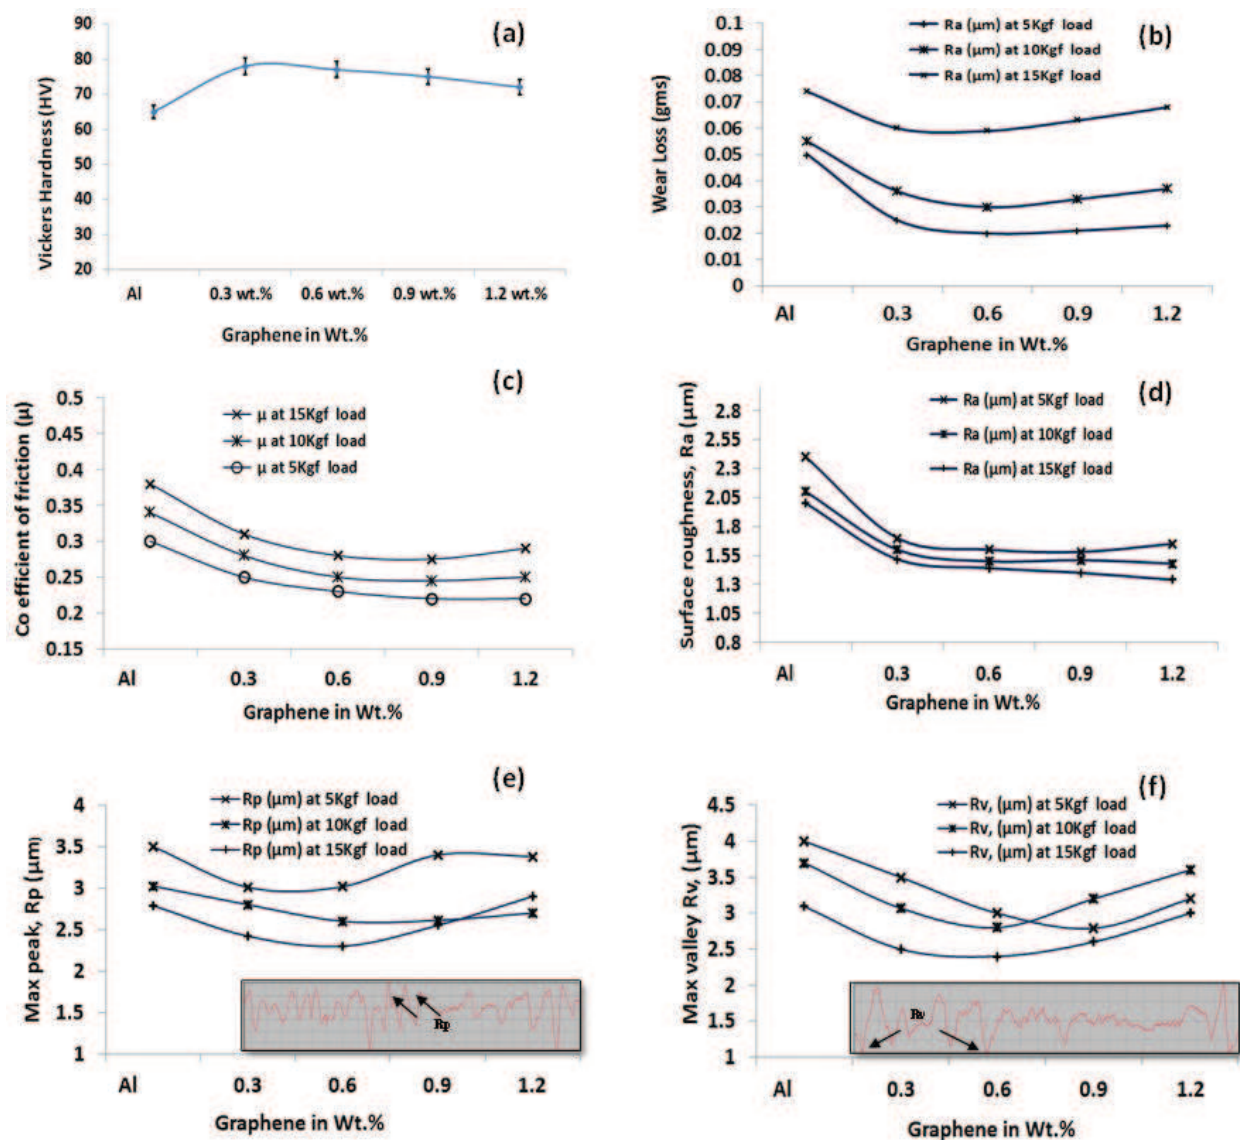 (a)
Vickers Hardness (HV)
90
80
70
60
50
40
30
20
Al
0.3 wt.%
0.6 wt.%
0.9 wt.%
1.2 wt.%
Graphene in Wt.%
(b)
Ra (µm) at 5Kgf load
Ra (µm) at 10Kgf load
Ra (µm) at 15Kgf load
Wear Loss (gms)
0.1
0.09
0.08
0.07
0.06
0.05
0.04
0.03
0.02
0.01
0
Al
0.3
0.6
0.9
1.2
Graphene in Wt.%
(c)
µ at 15Kgf load
µ at 10Kgf load
µ at 5Kgf load
Co efficient of friction (µ)
0.5
0.45
0.4
0.35
0.3
0.25
0.2
0.15
Al
0.3
0.6
0.9
1.2
Graphene in Wt.%
(d)
Ra (µm) at 5Kgf load
Ra (µm) at 10Kgf load
Ra (µm) at 15Kgf load
Surface roughness, Ra (µm)
2.8
2.55
2.3
2.05
1.8
1.55
1.3
1.05
0.8
Al
0.3
0.6
0.9
1.2
Graphene in Wt.%
(e)
Rp (µm) at 5Kgf load
Rp (µm) at 10Kgf load
Rp (µm) at 15Kgf load
Max peak, Rp (µm)
4
3.5
3
2.5
2
1.5
1
Rp
Al
0.3
0.6
0.9
1.2
Graphene in Wt.%
(f)
Rv, (µm) at 5Kgf load
Rv, (µm) at 10Kgf load
Rv, (µm) at 15Kgf load
Max valley Rv, (µm)
4.5
4
3.5
3
2.5
2
1.5
1
Rv
Al
0.3
0.6
0.9
1.2
Graphene in Wt.%